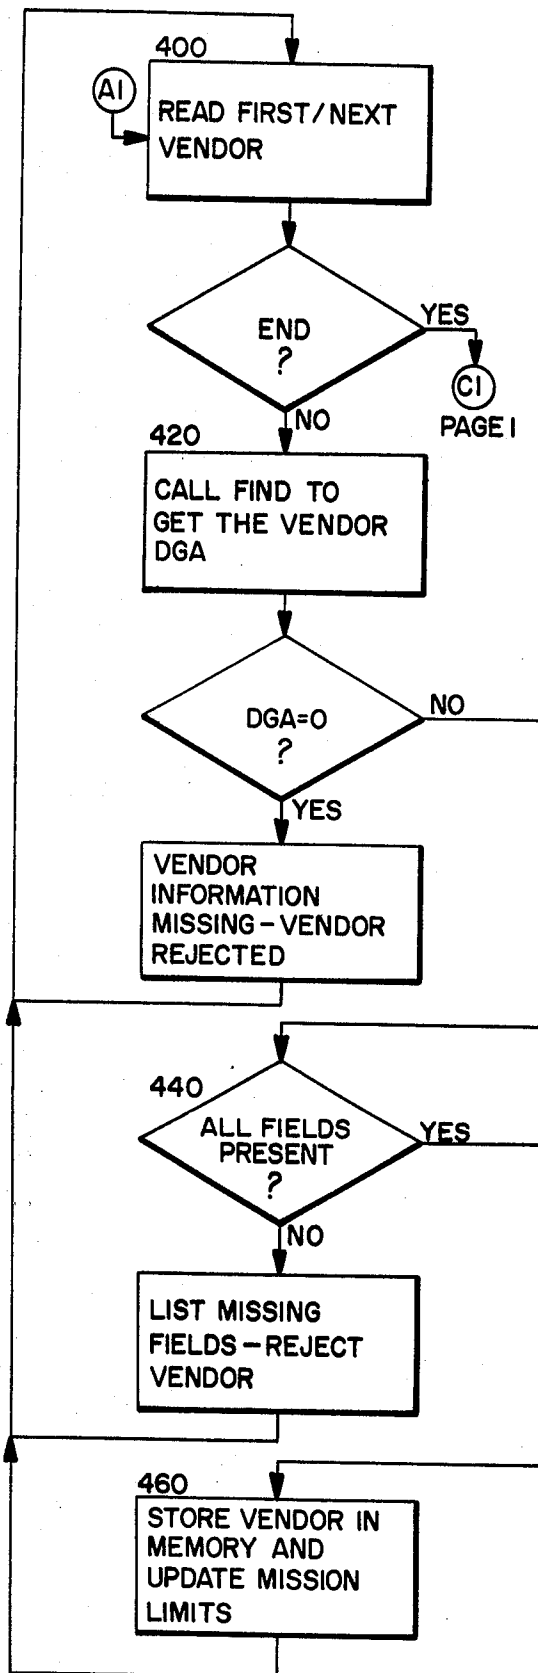 400
A1
READ FIRST/NEXT
VENDOR
END
?
YES
C1
PAGE 1
NO
420
CALL FIND TO
GET THE VENDOR
DGA
DGA=0
?
NO
YES
VENDOR
INFORMATION
MISSING-VENDOR
REJECTED
440
ALL FIELDS
PRESENT
?
YES
NO
LIST MISSING
FIELDS-REJECT
VENDOR
460
STORE VENDOR IN
MEMORY AND
UPDATE MISSION
LIMITS